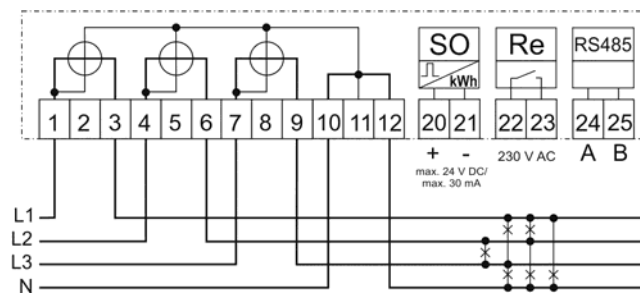 SO
kWh
Re
RS485
1 2 3 4 5 6 7 8 9 10 11 12
20 21
22 23
24 25
+ -
max. 24 V DC/
max. 30 mA
230 V AC
A B
L1
L2
L3
N